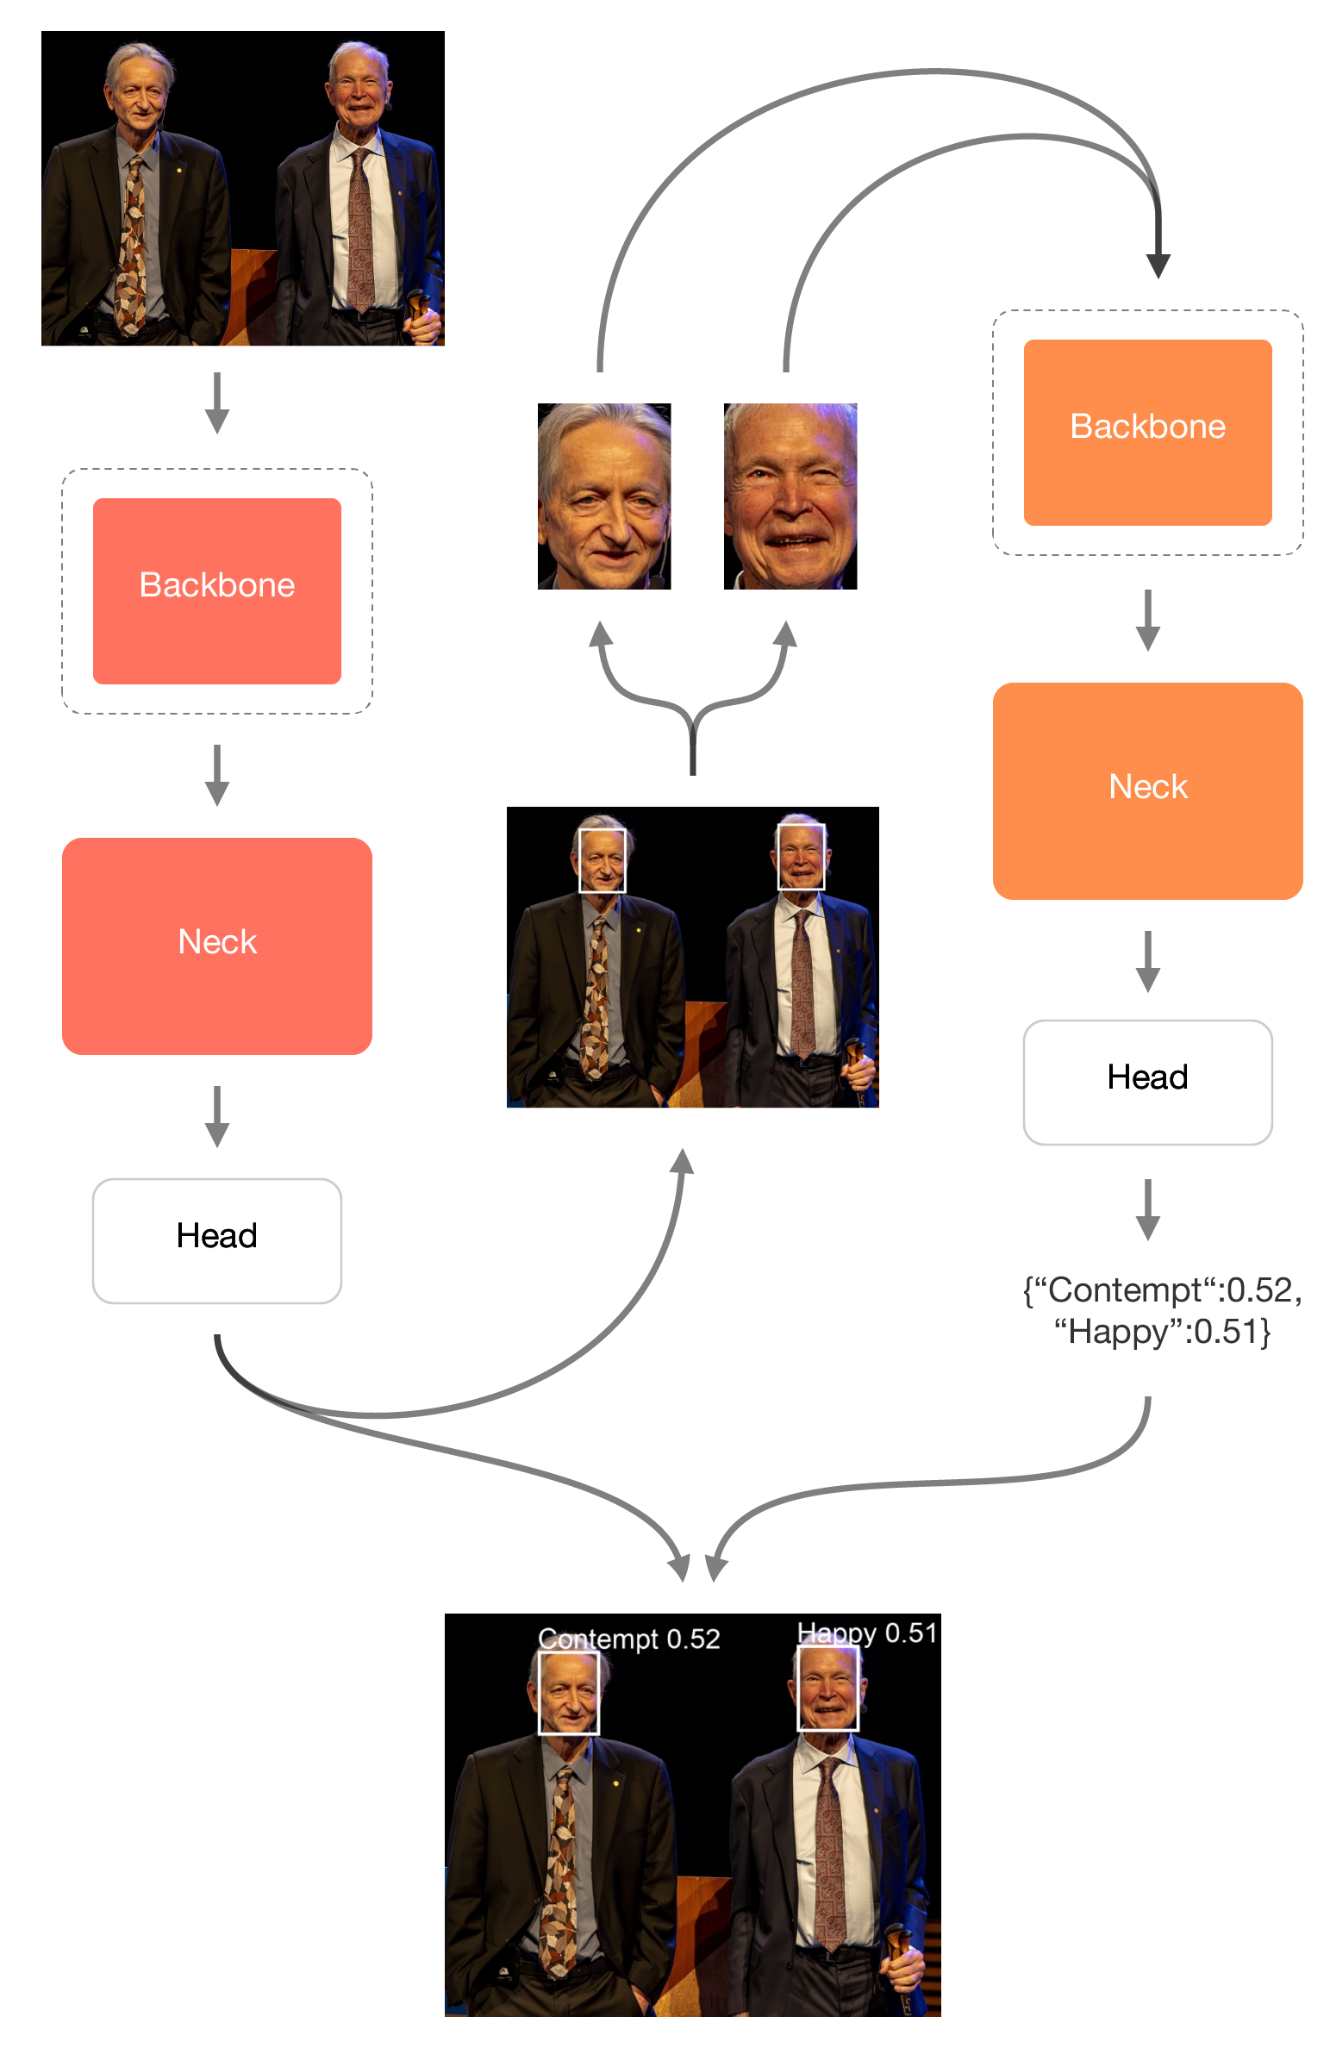 Backbone
Neck
Head
Backbone
Neck
Head
{“Contempt“:0.52,
“Happy”:0.51}
Contempt 0.52
Happy 0.51